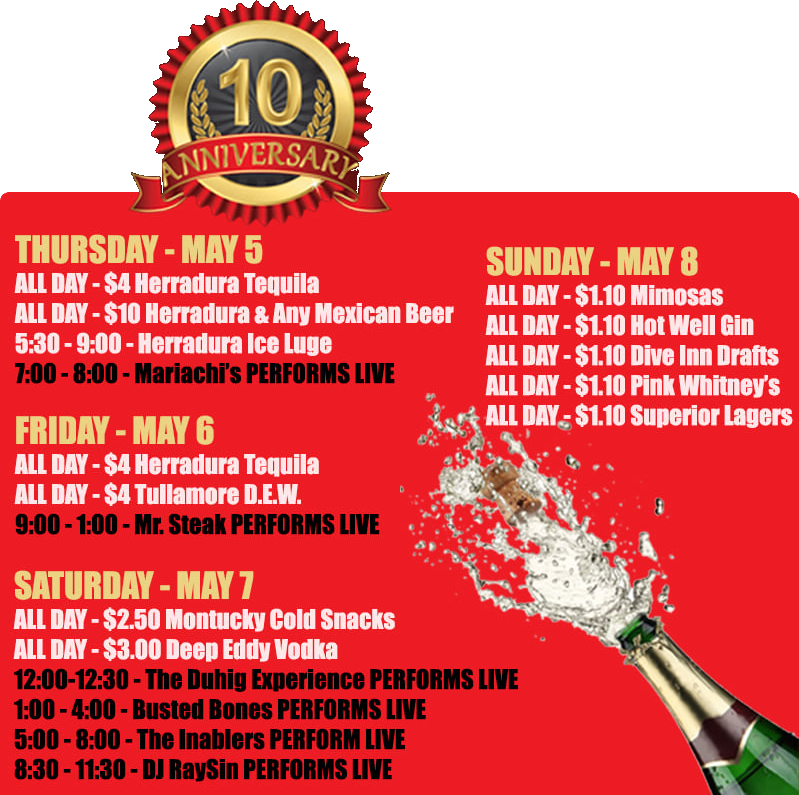 10
ANNIVERSARY
THURSDAY - MAY 5
ALL DAY - $4 Herradura Tequila
ALL DAY - $10 Herradura & Any Mexican Beer
5:30 - 9:00 - Herradura Ice Luge
7:00 - 8:00 - Mariachi's PERFORMS LIVE
FRIDAY - MAY 6
ALL DAY - $4 Herradura Tequila
ALL DAY - $4 Tullamore D.E.W.
9:00 - 1:00 - Mr. Steak PERFORMS LIVE
SATURDAY - MAY 7
ALL DAY - $2.50 Montucky Cold Snacks
ALL DAY - $3.00 Deep Eddy Vodka
12:00-12:30 - The Duhig Experience PERFORMS LIVE
1:00 - 4:00 - Busted Bones PERFORMS LIVE
5:00 - 8:00 - The Inablers PERFORM LIVE
8:30 - 11:30 - DJ RaySin PERFORMS LIVE
SUNDAY - MAY 8
ALL DAY - $1.10 Mimosas
ALL DAY - $1.10 Hot Well Gin
ALL DAY - $1.10 Dive Inn Drafts
ALL DAY - $1.10 Pink Whitney's
ALL DAY - $1.10 Superior Lagers